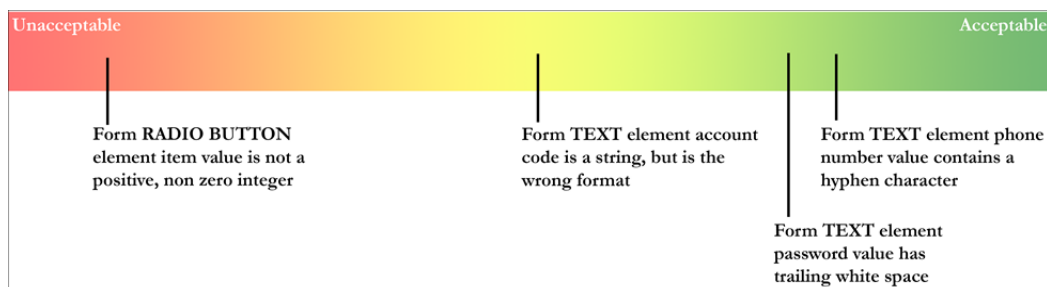 Unacceptable
Acceptable
Form RADIO BUTTON
element item value is not a
positive, non zero integer
Form TEXT element account
code is a string, but is the
wrong format
Form TEXT element phone
number value contains a
hyphen character
Form TEXT element
password value has
trailing white space